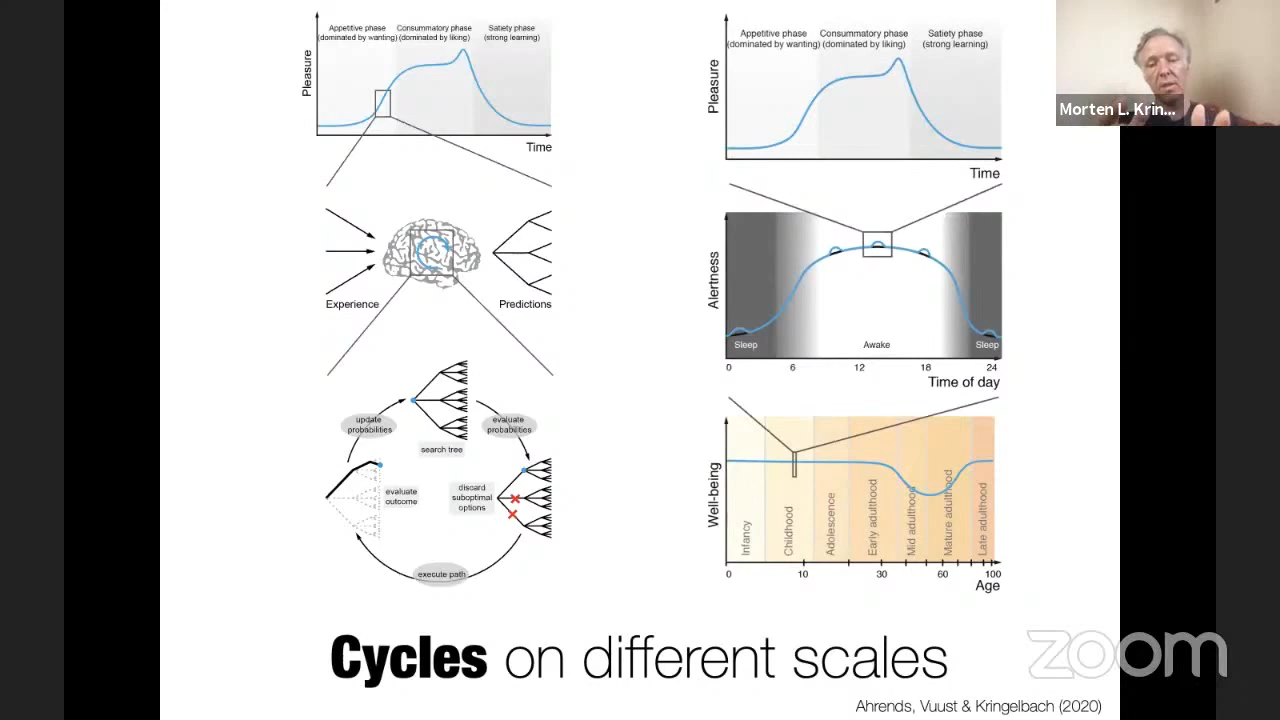 Appetitive phase
(dominated by wanting)
Consummatory phase
(dominated by liking)
Satiety phase
(strong learning)
Pleasure
Time
Experience
Predictions
update
probabilities
evaluate
probabilities
search tree
evaluate
outcome
discard
suboptimal
options
execute path
Appetitive phase
(dominated by wanting)
Consummatory phase
(dominated by liking)
Satiety phase
(strong learning)
Pleasure
Time
Alertness
Sleep
Awake
Sleep
0 6 12 18 24
Time of day
Well-being
Infancy
Childhood
Adolescence
Early adulthood
Mid adulthood
Mature adulthood
Late adulthood
0 10 30 60 100
Age
Morten L. Krin...
Cycles on different scales
zoom
Ahrends, Vuust & Kringelbach (2020)